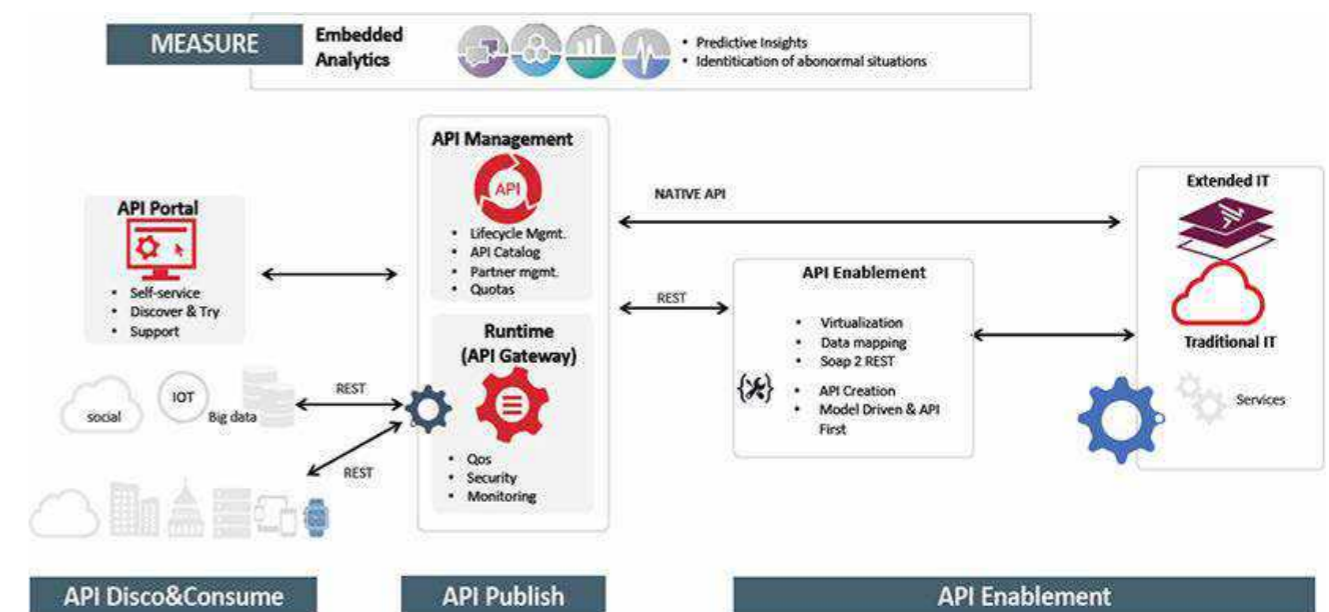 MEASURE
Embedded
Analytics
• Predictive Insights
• Identitication of abonormal situations
API Management
API
• Lifecycle Mgmt.
• API Catalog
• Partner mgmt.
• Quotas
API Portal
• Self-service
• Discover & Try
• Support
NATIVE API
Extended IT
Traditional IT
Services
REST
API Enablement
• Virtualization
• Data mapping
• Soap 2 REST
• API Creation
• Model Driven & API
First
Runtime
(API Gateway)
• Qos
• Security
• Monitoring
social
IOT
Big data
REST
REST
API Disco&Consume
API Publish
API Enablement